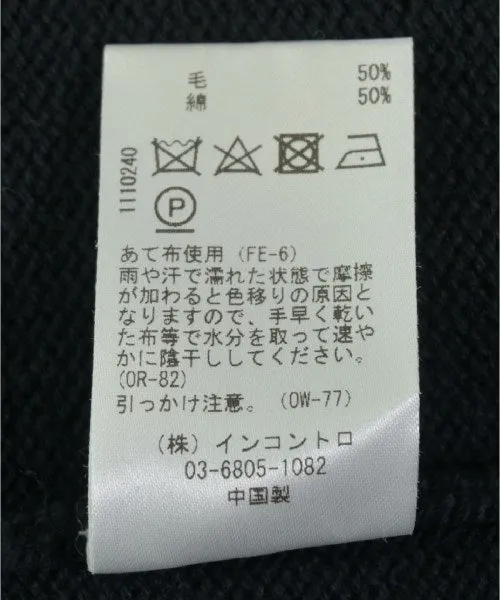 毛 50%
綿 50%
1110240
P
あて布使用 (FE-6)
雨や汗で濡れた状態で摩擦
が加わると色移りの原因と
なりますので、手早く乾い
た布等で水分を取って速や
かに陰干ししてください。
(OR-82)
引っかけ注意。 (OW-77)
(株) インコントロ
03-6805-1082
中国製